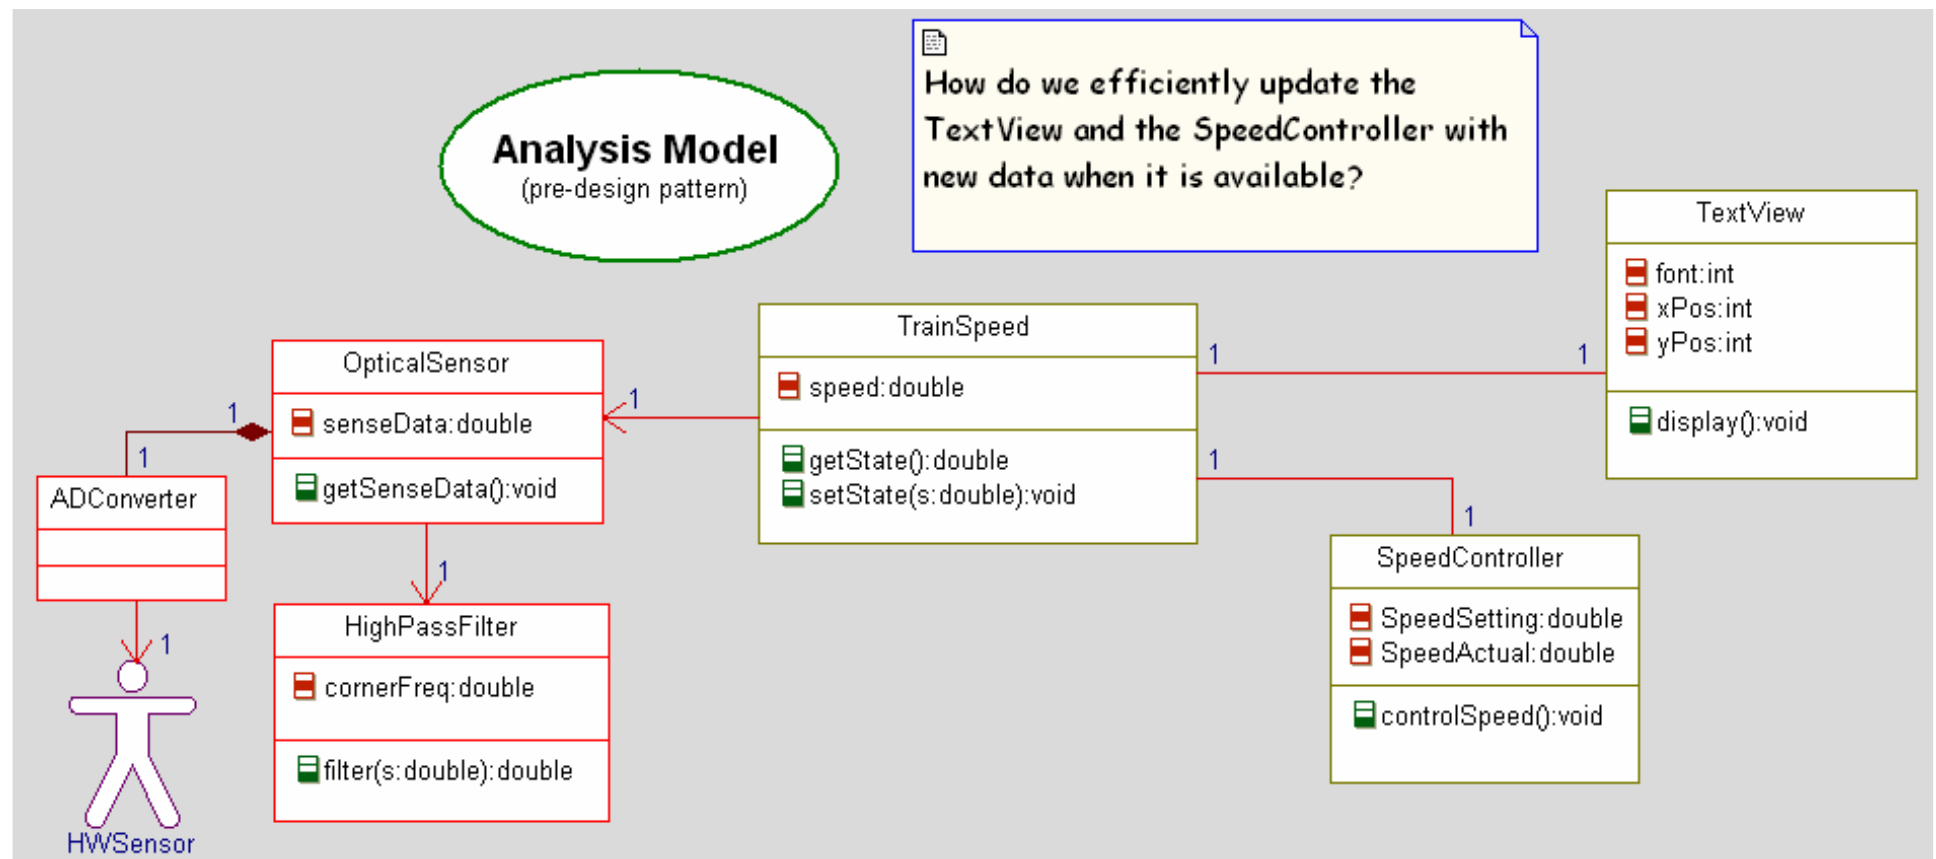 Analysis Model
(pre-design pattern)
How do we efficiently update the
TextView and the SpeedController with
new data when it is available?
TextView
font:int
xPos:int
yPos:int
display():void
TrainSpeed
speed:double
getState():double
setState(s:double):void
1
1
1
1
1
OpticalSensor
senseData:double
getSenseData():void
1
1
ADConverter
1
HWSensor
1
HighPassFilter
cornerFreq:double
filter(s:double):double
SpeedController
SpeedSetting:double
SpeedActual:double
controlSpeed():void